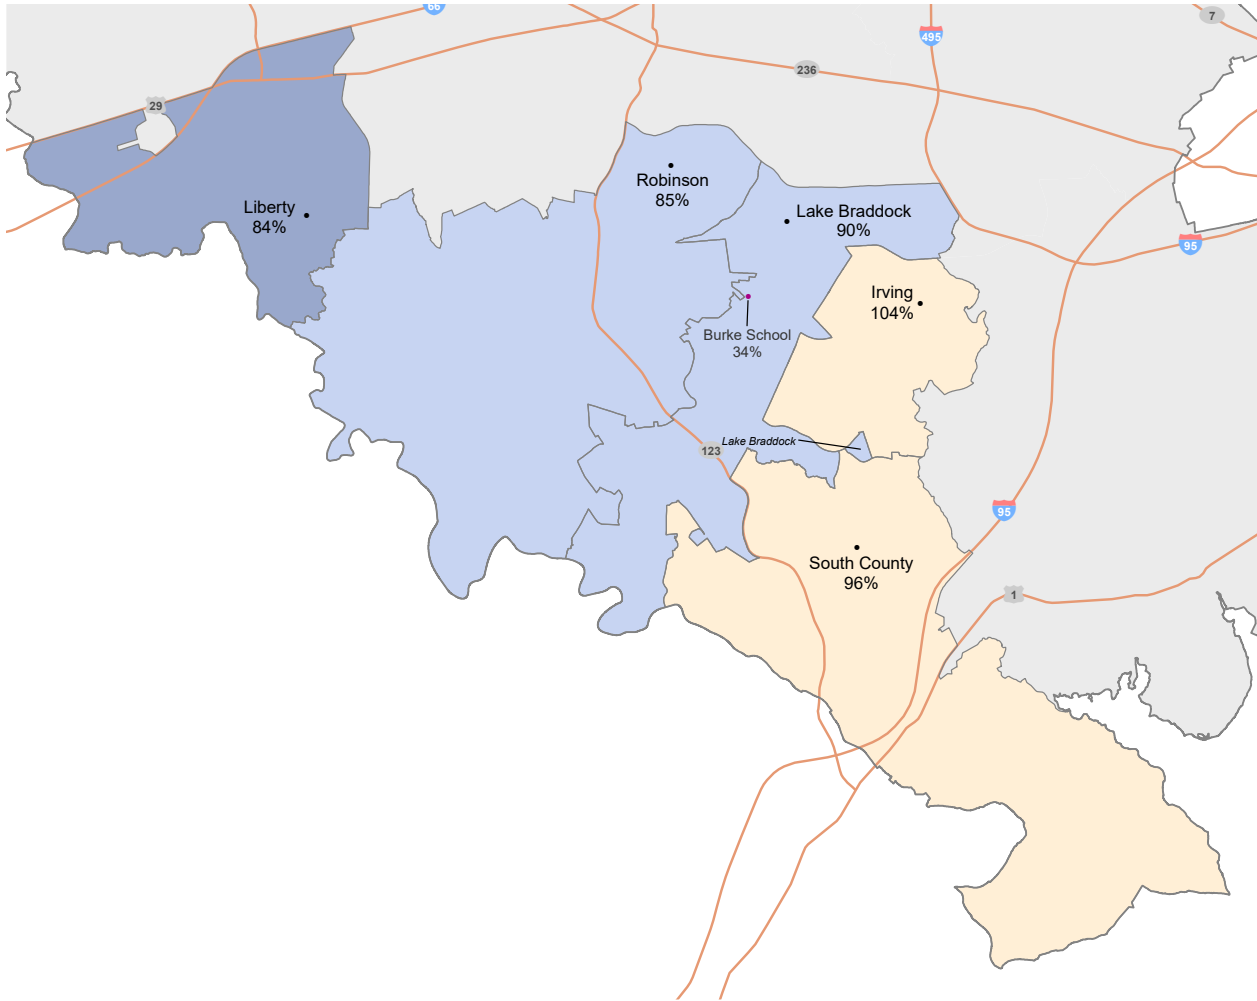 66
7
495
236
29
Robinson
85%
Liberty
84%
Lake Braddock
90%
95
Irving
104%
Burke School
34%
Lake Braddock
123
95
South County
96%
1